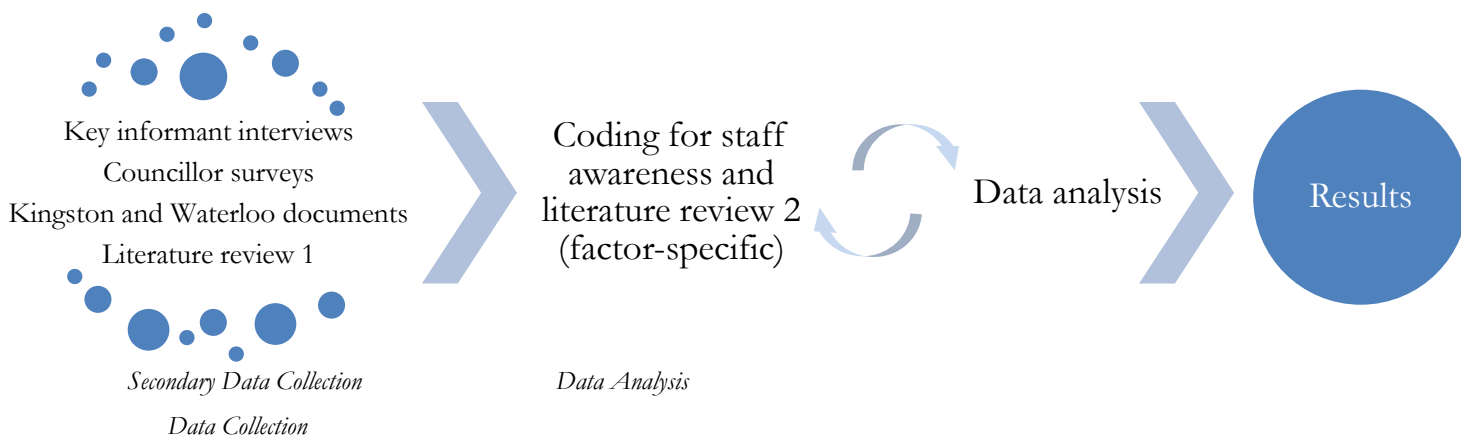 Key informant interviews
Councillor surveys
Kingston and Waterloo documents
Literature review 1
Coding for staff
awareness and
literature review 2
(factor-specific)
Data analysis
Results
Secondary Data Collection
Data Analysis
Data Collection